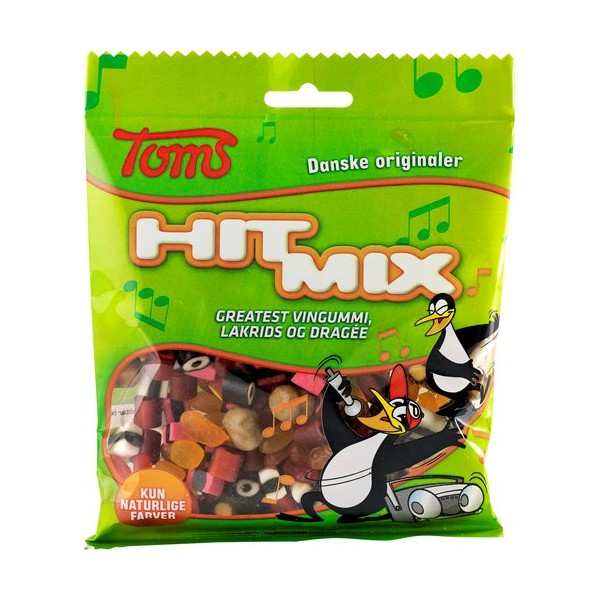 Toms
Danske originaler
HIT MIX
GREATEST VINGUMMI,
LAKRIDS OG DRAGÉE
KUN
NATURLIGE
FARVER